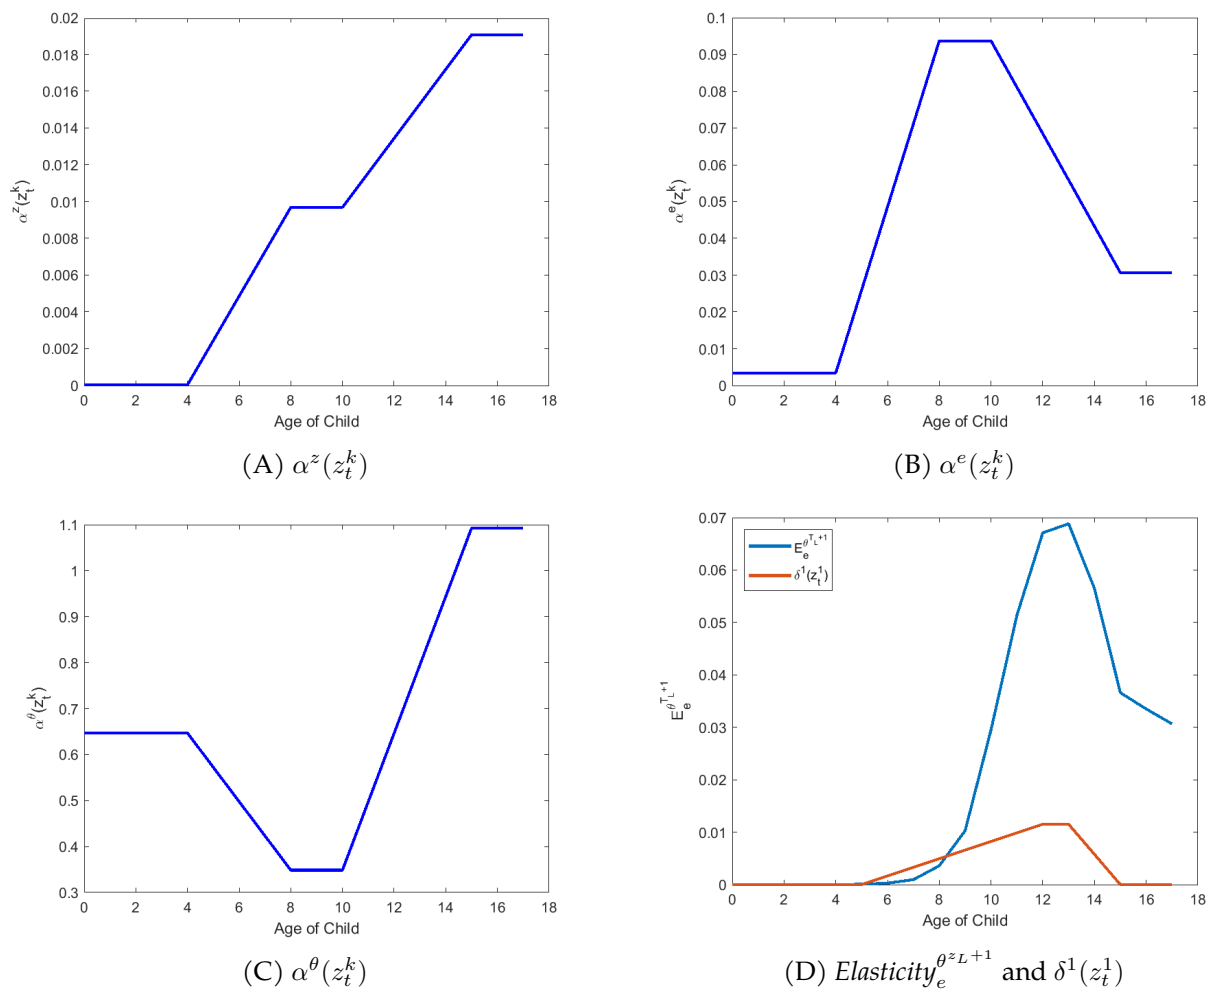 0.02
0.018
0.016
0.014
0.012
0.01
0.008
0.006
0.004
0.002
0
α^z(z_t^k)
0 2 4 6 8 10 12 14 16 18
Age of Child
(A) α^z(z_t^k)
0.1
0.09
0.08
0.07
0.06
0.05
0.04
0.03
0.02
0.01
0
α^e(z_t^k)
0 2 4 6 8 10 12 14 16 18
Age of Child
(B) α^e(z_t^k)
1.1
1
0.9
0.8
0.7
0.6
0.5
0.4
0.3
α^θ(z_t^k)
0 2 4 6 8 10 12 14 16 18
Age of Child
(C) α^θ(z_t^k)
0.07
0.06
0.05
0.04
0.03
0.02
0.01
0
E_e^{θ^{T_L+1}}
E_e^{θ^{T_L+1}}
δ^1(z_t^1)
0 2 4 6 8 10 12 14 16 18
Age of Child
(D) Elasticity_e^{θ^{z_L+1}} and δ^1(z_t^1)